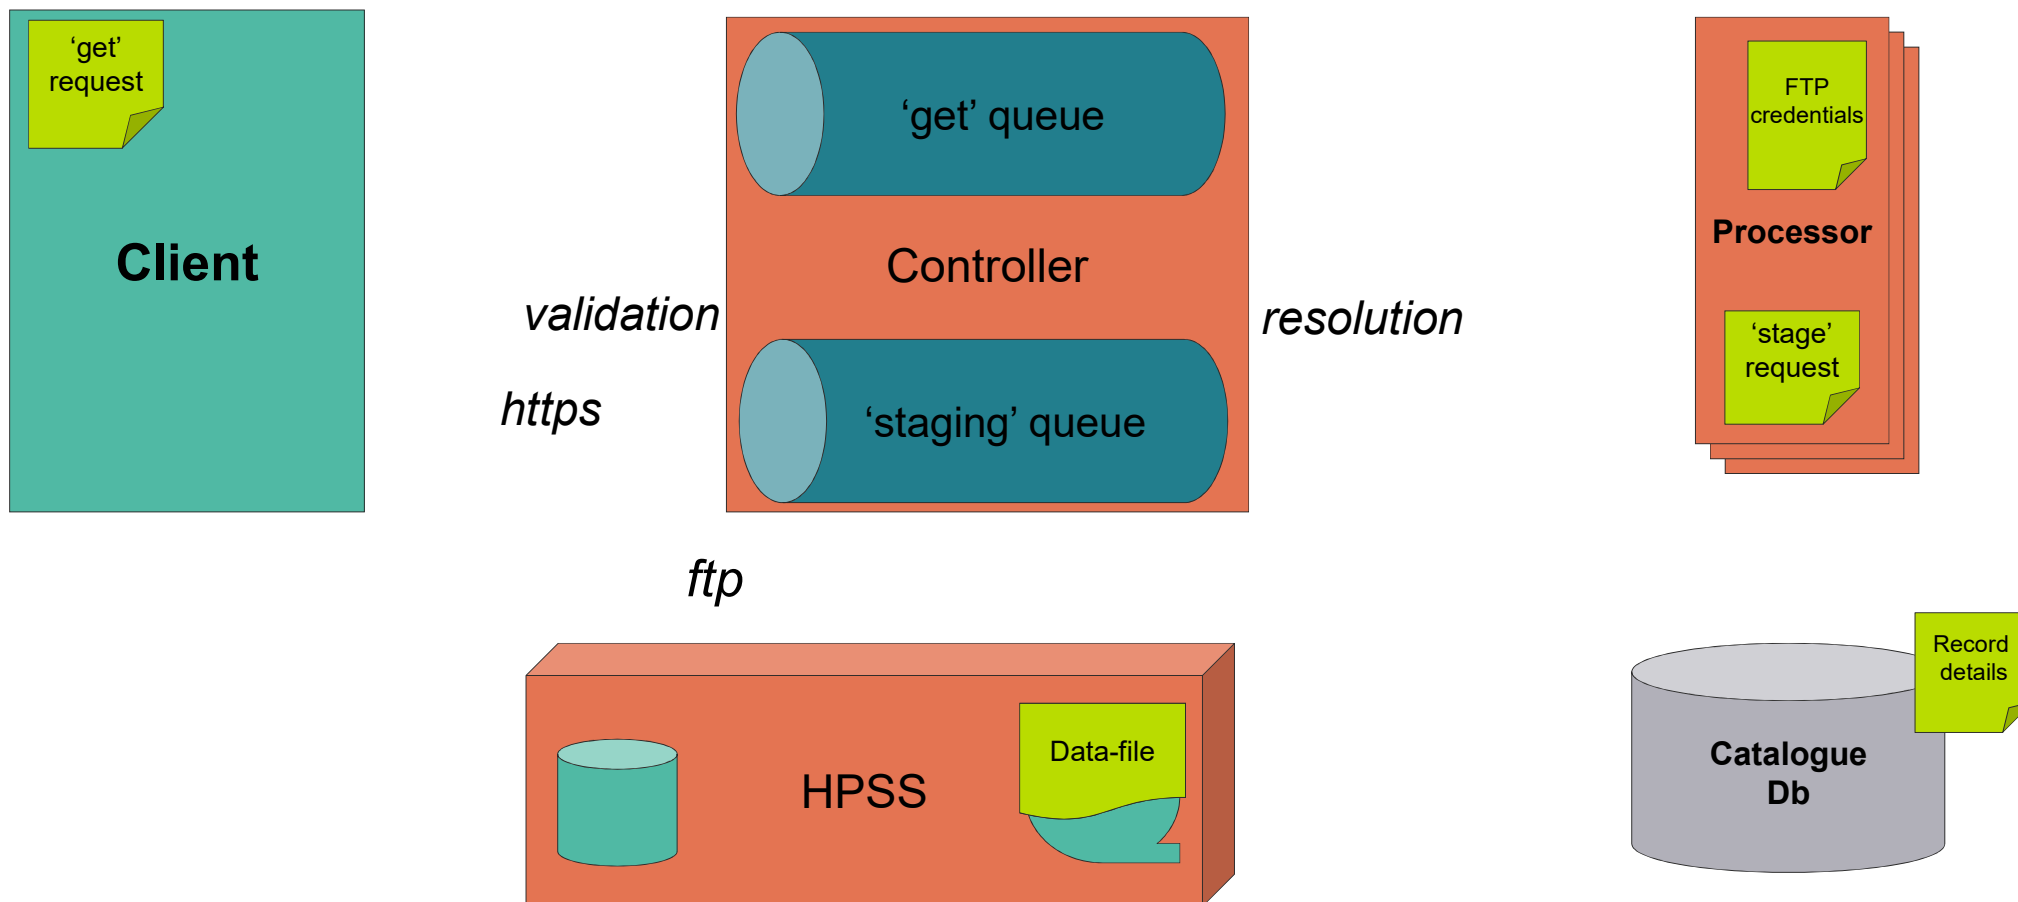 ‘get’
request
Client
‘get’ queue
Controller
validation
resolution
https
‘staging’ queue
FTP
credentials
Processor
‘stage’
request
ftp
HPSS
Data-file
Record
details
Catalogue
Db